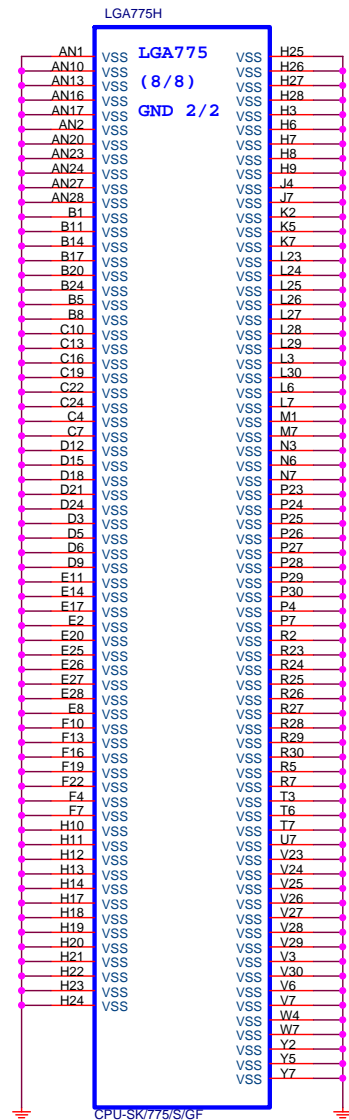 LGA775H
AN1 VSS LGA775 VSS H25
AN10 VSS VSS H26
AN13 VSS (8/8) VSS H27
AN16 VSS VSS H28
AN17 VSS GND 2/2 VSS H3
AN2 VSS VSS H6
AN20 VSS VSS H7
AN23 VSS VSS H8
AN24 VSS VSS H9
AN27 VSS VSS J4
AN28 VSS VSS J7
B1 VSS VSS K2
B11 VSS VSS K5
B14 VSS VSS K7
B17 VSS VSS L23
B20 VSS VSS L24
B24 VSS VSS L25
B5 VSS VSS L26
B8 VSS VSS L27
C10 VSS VSS L28
C13 VSS VSS L29
C16 VSS VSS L3
C19 VSS VSS L30
C22 VSS VSS L6
C24 VSS VSS L7
C4 VSS VSS M1
C7 VSS VSS M7
D12 VSS VSS N3
D15 VSS VSS N6
D18 VSS VSS N7
D21 VSS VSS P23
D24 VSS VSS P24
D3 VSS VSS P25
D5 VSS VSS P26
D6 VSS VSS P27
D9 VSS VSS P28
E11 VSS VSS P29
E14 VSS VSS P30
E17 VSS VSS P4
E2 VSS VSS P7
E20 VSS VSS R2
E25 VSS VSS R23
E26 VSS VSS R24
E27 VSS VSS R25
E28 VSS VSS R26
E8 VSS VSS R27
F10 VSS VSS R28
F13 VSS VSS R29
F16 VSS VSS R30
F19 VSS VSS R5
F22 VSS VSS R7
F4 VSS VSS T3
F7 VSS VSS T6
H10 VSS VSS T7
H11 VSS VSS U7
H12 VSS VSS V23
H13 VSS VSS V24
H14 VSS VSS V25
H17 VSS VSS V26
H18 VSS VSS V27
H19 VSS VSS V28
H20 VSS VSS V29
H21 VSS VSS V3
H22 VSS VSS V30
H23 VSS VSS V6
H24 VSS VSS V7
VSS W4
VSS W7
VSS Y2
VSS Y5
VSS Y7
CPU-SK/775/S/GF